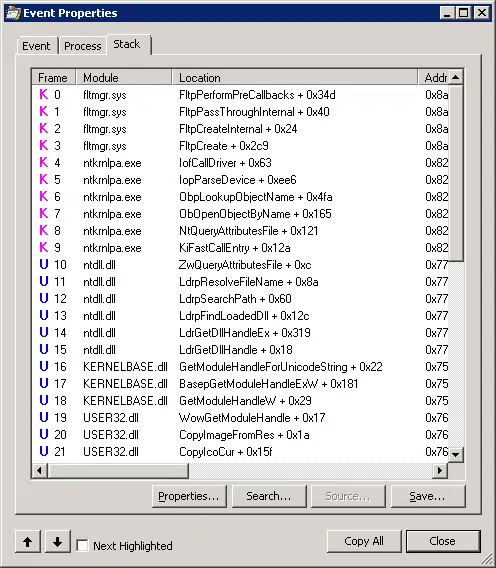 Event Properties
Event Process Stack
Frame Module Location Addr
K 0 fltmgr.sys FltpPerformPreCallbacks + 0x34d 0x8a
K 1 fltmgr.sys FltpPassThroughInternal + 0x40 0x8a
K 2 fltmgr.sys FltpCreateInternal + 0x24 0x8a
K 3 fltmgr.sys FltpCreate + 0x2c9 0x8a
K 4 ntkrnlpa.exe IofCallDriver + 0x63 0x82
K 5 ntkrnlpa.exe IopParseDevice + 0xee6 0x82
K 6 ntkrnlpa.exe ObpLookupObjectName + 0x4fa 0x82
K 7 ntkrnlpa.exe ObOpenObjectByName + 0x165 0x82
K 8 ntkrnlpa.exe NtQueryAttributesFile + 0x121 0x82
K 9 ntkrnlpa.exe KiFastCallEntry + 0x12a 0x82
U 10 ntdll.dll ZwQueryAttributesFile + 0xc 0x77
U 11 ntdll.dll LdrpResolveFileName + 0x8a 0x77
U 12 ntdll.dll LdrpSearchPath + 0x60 0x77
U 13 ntdll.dll LdrpFindLoadedDll + 0x12c 0x77
U 14 ntdll.dll LdrGetDllHandleEx + 0x319 0x77
U 15 ntdll.dll LdrGetDllHandle + 0x18 0x77
U 16 KERNELBASE.dll GetModuleHandleForUnicodeString + 0x22 0x75
U 17 KERNELBASE.dll BasepGetModuleHandleExW + 0x181 0x75
U 18 KERNELBASE.dll GetModuleHandleW + 0x29 0x75
U 19 USER32.dll WowGetModuleHandle + 0x17 0x76
U 20 USER32.dll CopyImageFromRes + 0x1a 0x76
U 21 USER32.dll CopyIcoCur + 0x15f 0x76
Properties... Search... Source... Save...
Next Highlighted Copy All Close